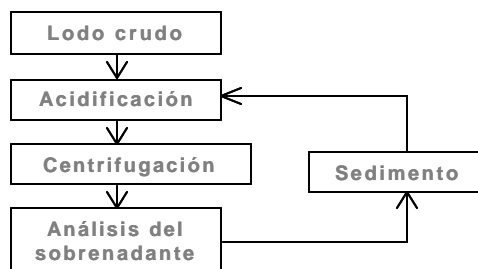 Lodo crudo
Acidificación
Centrifugación
Sedimento
Análisis del
sobrenadante